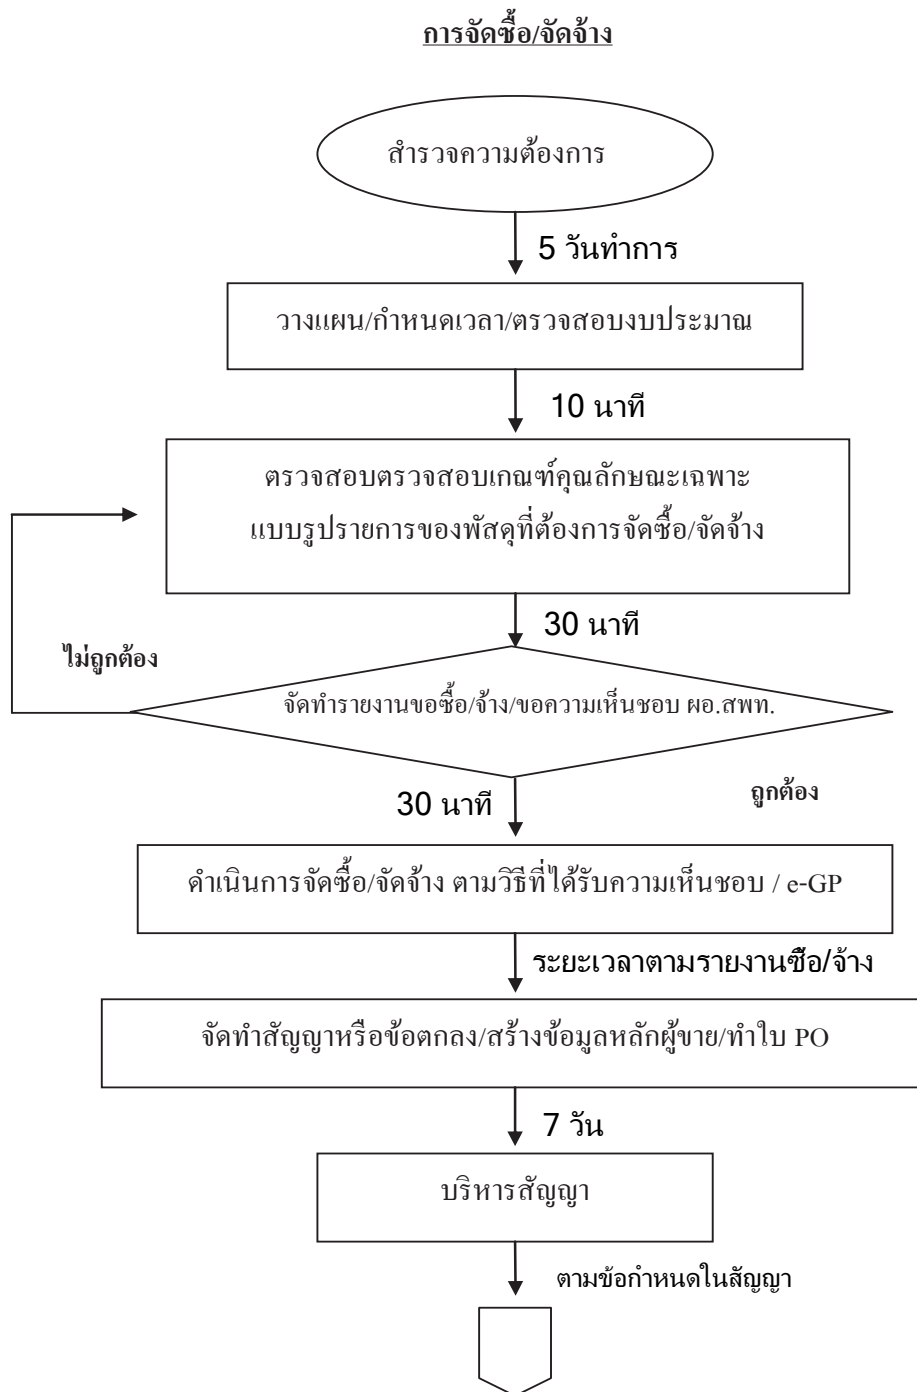 การจัดซื้อ/จัดจ้าง
สำรวจความต้องการ
5 วันทำการ
วางแผน/กำหนดเวลา/ตรวจสอบงบประมาณ
10 นาที
ตรวจสอบตรวจสอบเกณฑ์คุณลักษณะเฉพาะ
แบบรูปรายการของพัสดุที่ต้องการจัดซื้อ/จัดจ้าง
30 นาที
ไม่ถูกต้อง
จัดทำรายงานขอซื้อ/จ้าง/ขอความเห็นชอบ ผอ.สพท.
ถูกต้อง
30 นาที
ดำเนินการจัดซื้อ/จัดจ้าง ตามวิธีที่ได้รับความเห็นชอบ / e-GP
ระยะเวลาตามรายงานซือ/จ้าง
จัดทำสัญญาหรือข้อตกลง/สร้างข้อมูลหลักผู้ขาย/ทำใบ PO
7 วัน
บริหารสัญญา
ตามข้อกำหนดในสัญญา